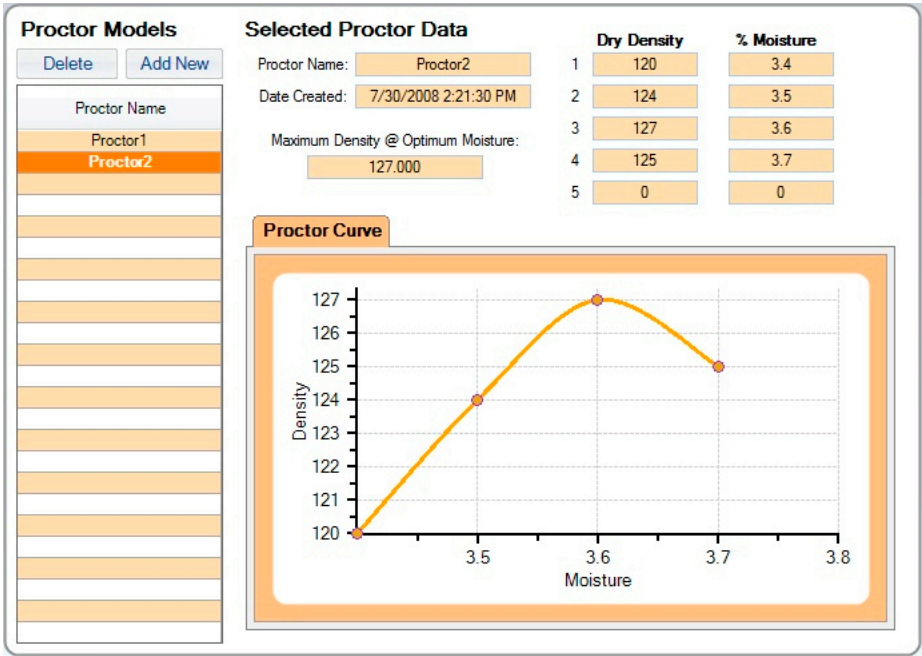 Proctor Models
Delete Add New
Proctor Name
Proctor1
Proctor2
Selected Proctor Data
Proctor Name: Proctor2
Date Created: 7/30/2008 2:21:30 PM
Maximum Density @ Optimum Moisture:
127.000
Dry Density % Moisture
1 120 3.4
2 124 3.5
3 127 3.6
4 125 3.7
5 0 0
Proctor Curve
127
126
125
124
123
122
121
120
Density
3.5 3.6 3.7 3.8
Moisture